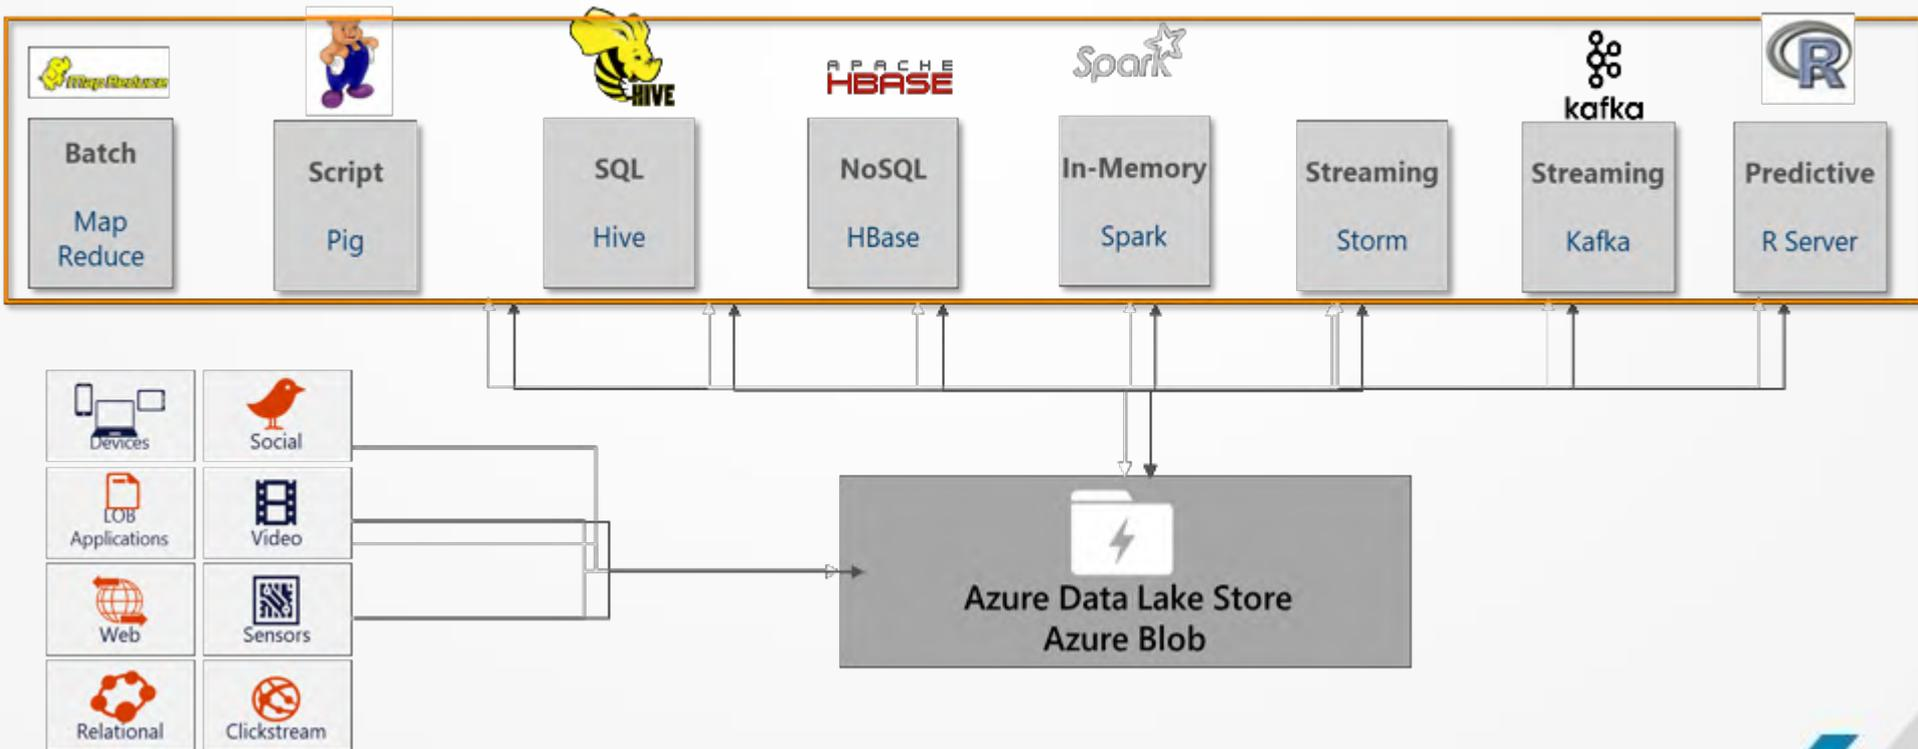 Map Reduce
HIVE
APACHE
HBASE
Spark
kafka
R
Batch
Map
Reduce
Script
Pig
SQL
Hive
NoSQL
HBase
In-Memory
Spark
Streaming
Storm
Streaming
Kafka
Predictive
R Server
Devices
Social
LOB
Applications
Video
Web
Sensors
Relational
Clickstream
Azure Data Lake Store
Azure Blob